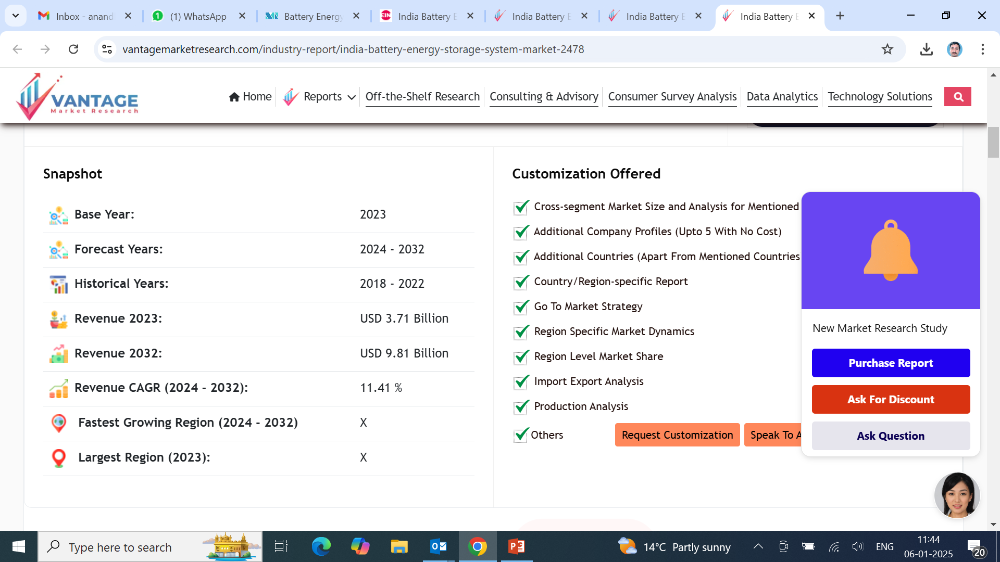 Inbox - anand
(1) WhatsApp
Battery Energy
India Battery E
India Battery E
India Battery E
India Battery E
vantagemarketresearch.com/industry-report/india-battery-energy-storage-system-market-2478
VANTAGE
Market Research
Home
Reports
Off-the-Shelf Research
Consulting & Advisory
Consumer Survey Analysis
Data Analytics
Technology Solutions
Snapshot
Base Year: 2023
Forecast Years: 2024 - 2032
Historical Years: 2018 - 2022
Revenue 2023: USD 3.71 Billion
Revenue 2032: USD 9.81 Billion
Revenue CAGR (2024 - 2032): 11.41 %
Fastest Growing Region (2024 - 2032) X
Largest Region (2023): X
Customization Offered
Cross-segment Market Size and Analysis for Mentioned
Additional Company Profiles (Upto 5 With No Cost)
Additional Countries (Apart From Mentioned Countries
Country/Region-specific Report
Go To Market Strategy
Region Specific Market Dynamics
Region Level Market Share
Import Export Analysis
Production Analysis
Others
Request Customization
Speak To A
New Market Research Study
Purchase Report
Ask For Discount
Ask Question
Type here to search
14°C Partly sunny
ENG
11:44
06-01-2025
20